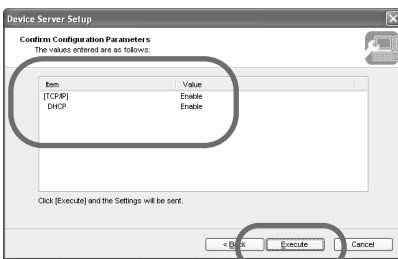 Device Server Setup
Confirm Configuration Parameters
The values entered are as follows:
Item Value
[TCP/IP] Enable
DHCP Enable
Click [Execute] and the Settings will be sent.
< Back Execute Cancel